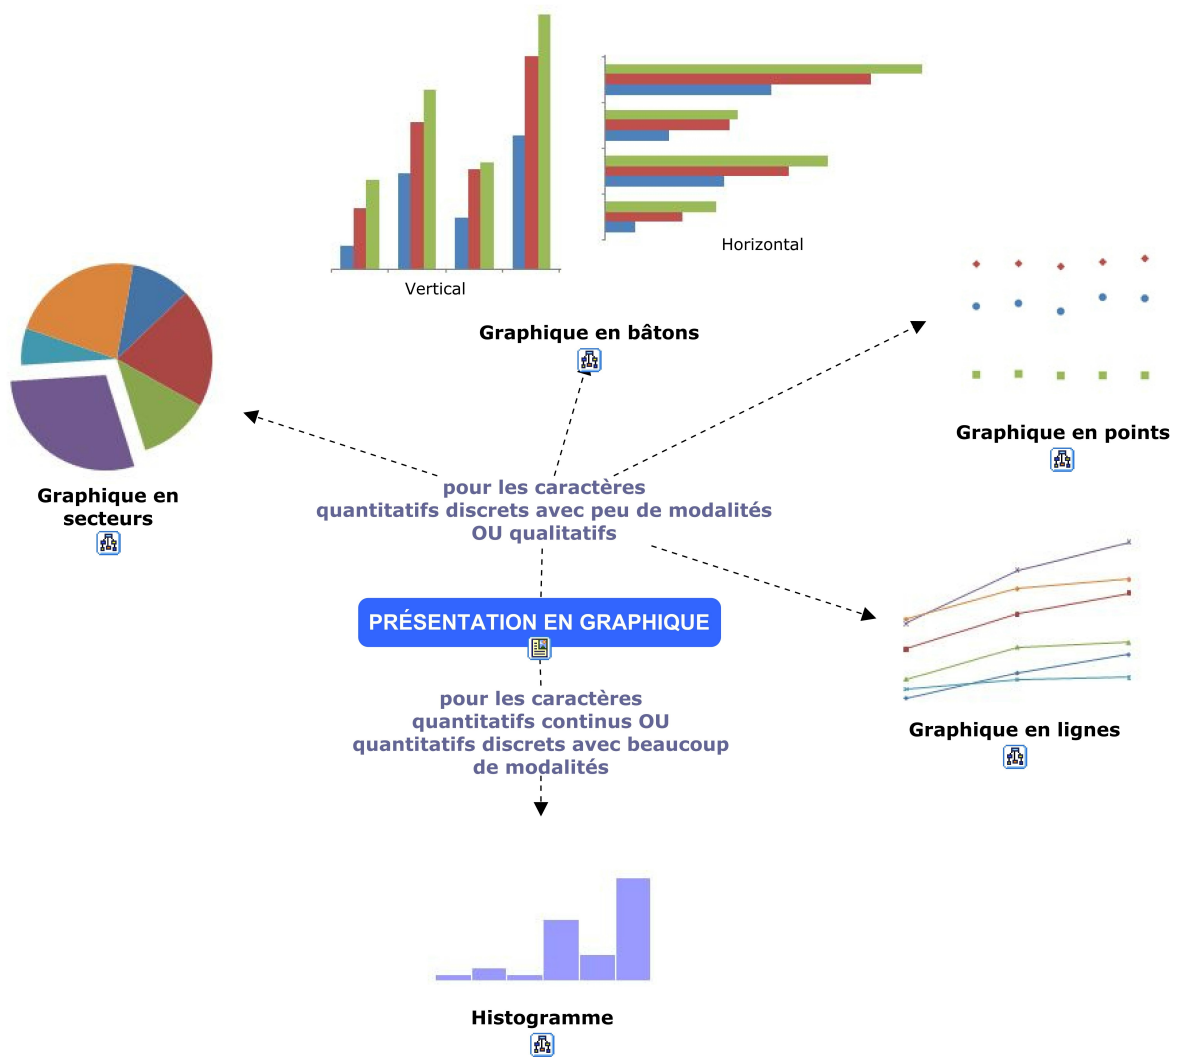 Horizontal
Vertical
Graphique en bâtons
Graphique en points
Graphique en
secteurs
pour les caractères
quantitatifs discrets avec peu de modalités
OU qualitatifs
PRÉSENTATION EN GRAPHIQUE
pour les caractères
quantitatifs continus OU
quantitatifs discrets avec beaucoup
de modalités
Graphique en lignes
Histogramme